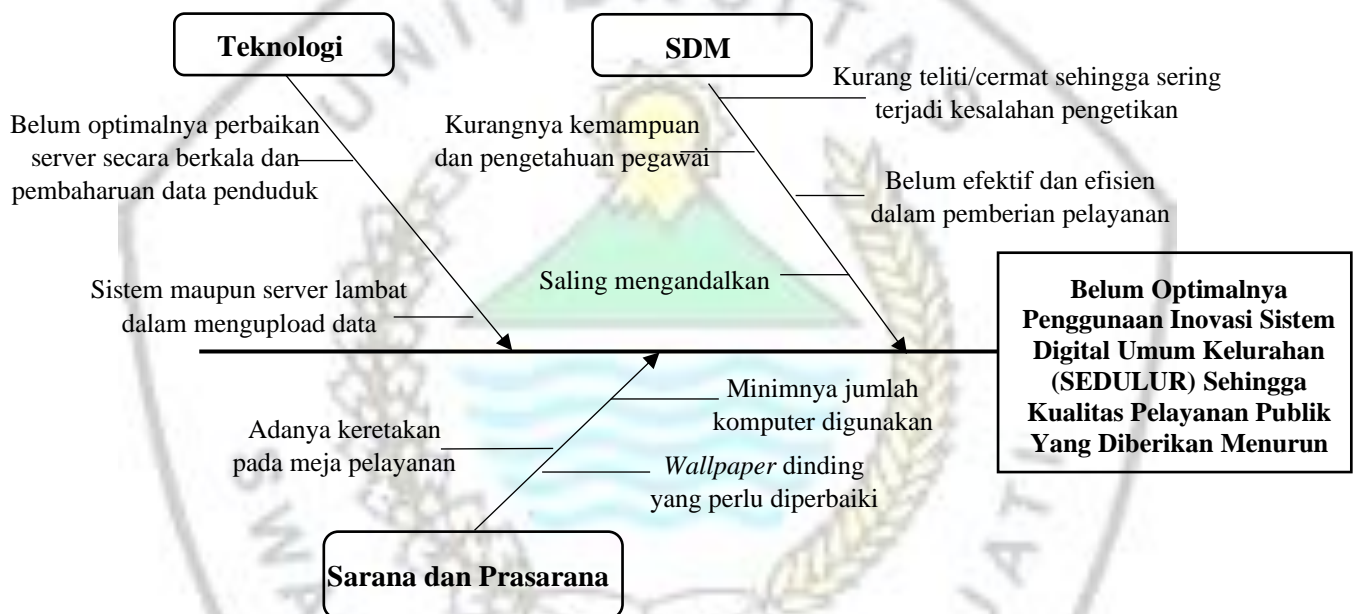 Teknologi
SDM
Belum optimalnya perbaikan
server secara berkala dan
pembaharuan data penduduk
Sistem maupun server lambat
dalam mengupload data
Kurangnya kemampuan
dan pengetahuan pegawai
Saling mengandalkan
Kurang teliti/cermat sehingga sering
terjadi kesalahan pengetikan
Belum efektif dan efisien
dalam pemberian pelayanan
Belum Optimalnya
Penggunaan Inovasi Sistem
Digital Umum Kelurahan
(SEDULUR) Sehingga
Kualitas Pelayanan Publik
Yang Diberikan Menurun
Adanya keretakan
pada meja pelayanan
Minimnya jumlah
komputer digunakan
Wallpaper dinding
yang perlu diperbaiki
Sarana dan Prasarana
UNIVERSITAS